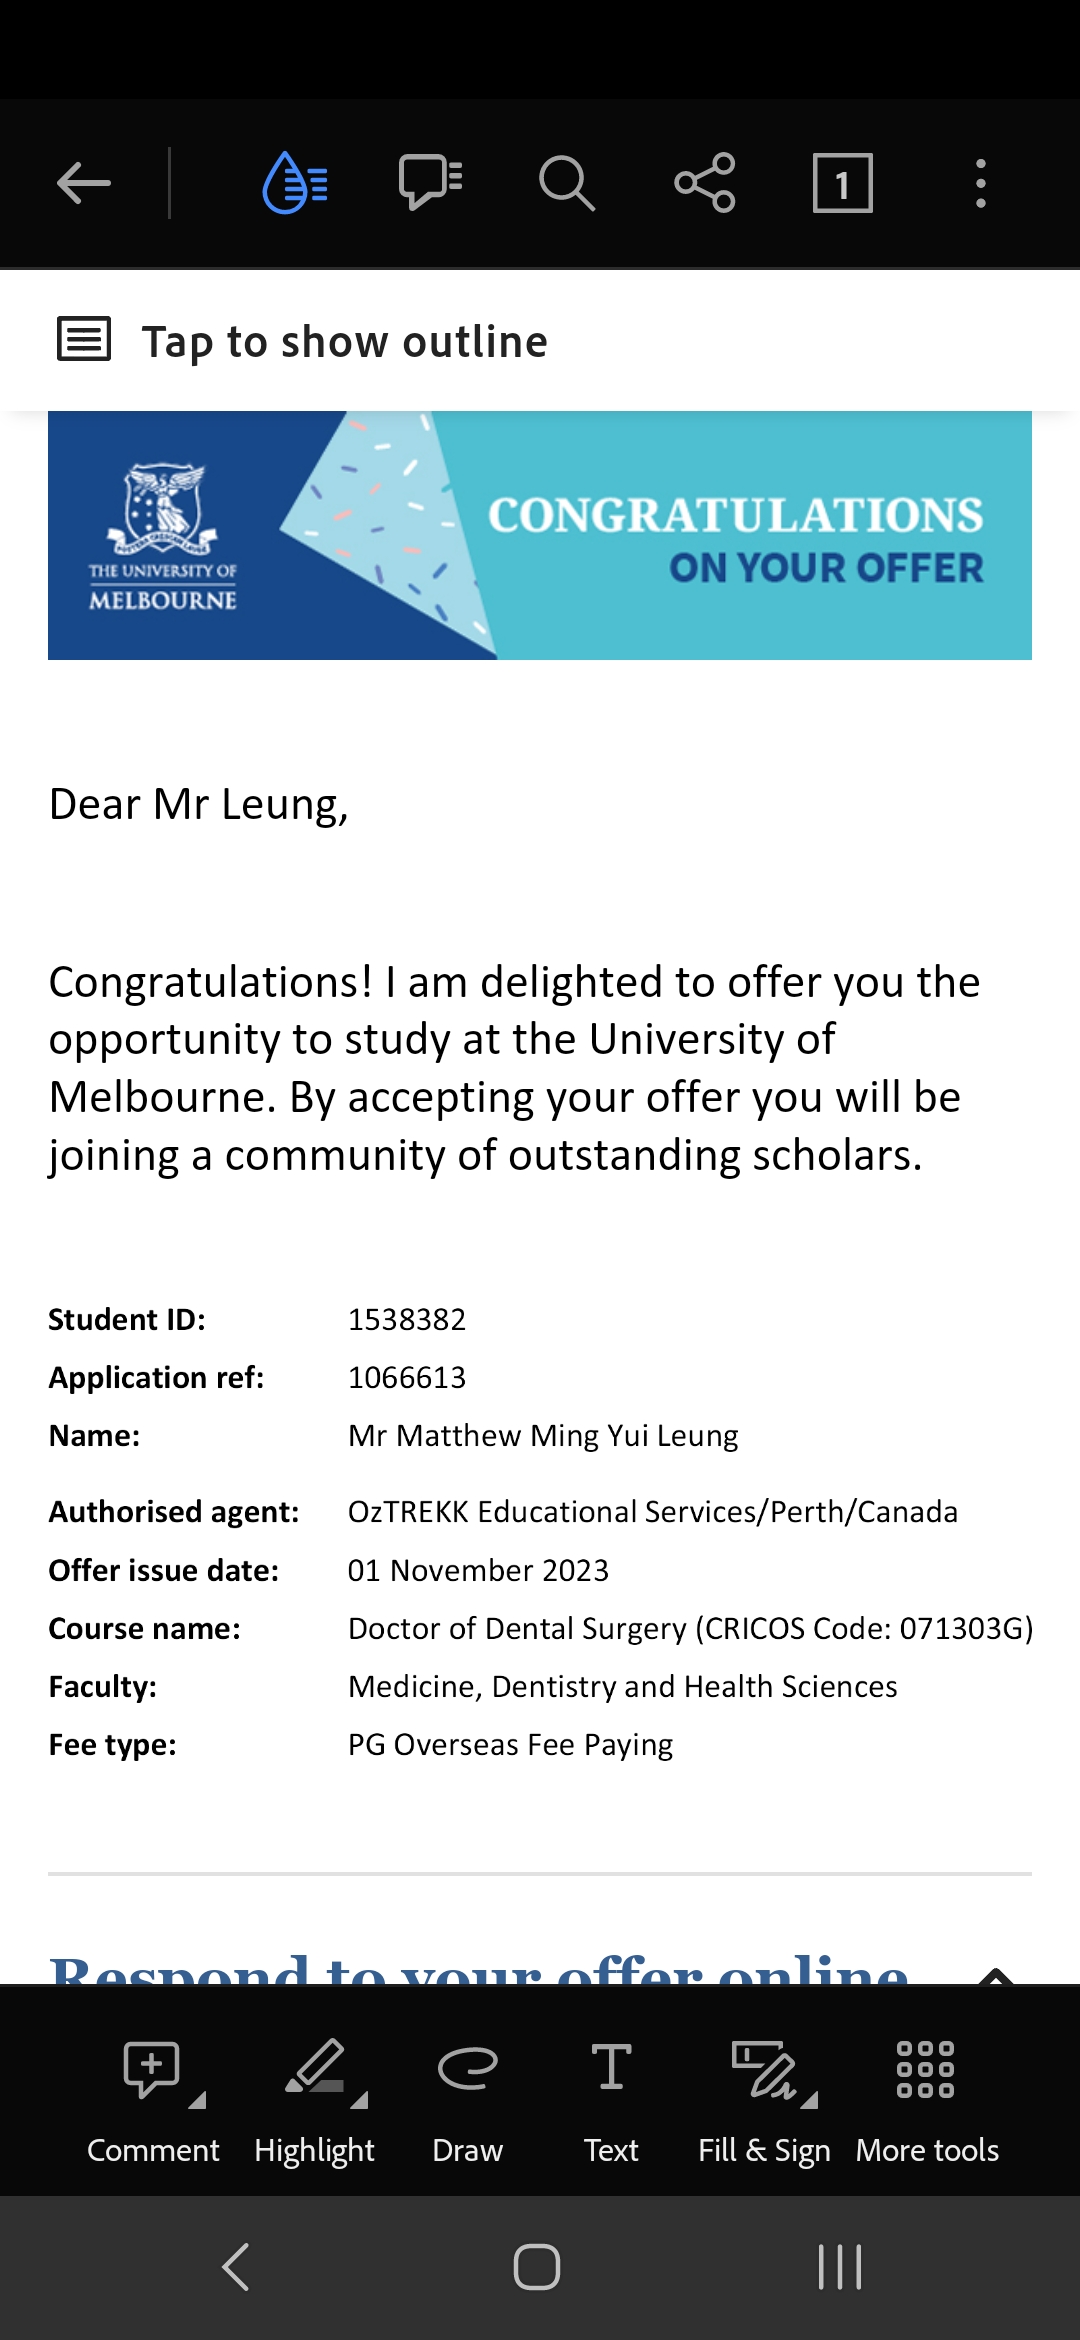 1
Tap to show outline
THE UNIVERSITY OF
MELBOURNE
CONGRATULATIONS
ON YOUR OFFER
Dear Mr Leung,
Congratulations! I am delighted to offer you the
opportunity to study at the University of
Melbourne. By accepting your offer you will be
joining a community of outstanding scholars.
Student ID: 1538382
Application ref: 1066613
Name: Mr Matthew Ming Yui Leung
Authorised agent: OzTREKK Educational Services/Perth/Canada
Offer issue date: 01 November 2023
Course name: Doctor of Dental Surgery (CRICOS Code: 071303G)
Faculty: Medicine, Dentistry and Health Sciences
Fee type: PG Overseas Fee Paying
Respond to your offer online
Comment Highlight Draw Text Fill & Sign More tools